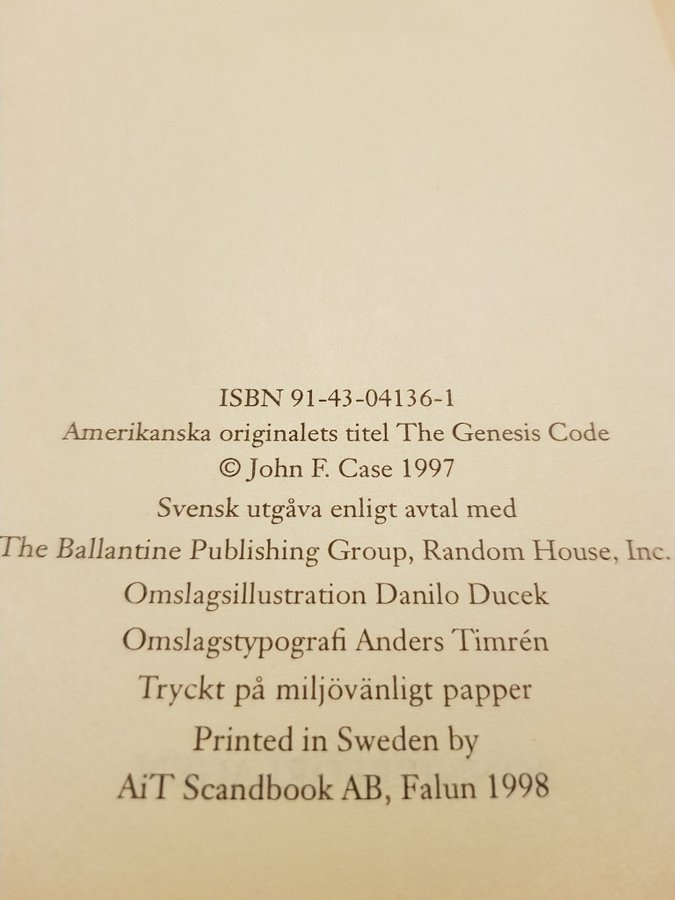 ISBN 91-43-04136-1
Amerikanska originalets titel The Genesis Code
© John F. Case 1997
Svensk utgåva enligt avtal med
The Ballantine Publishing Group, Random House, Inc.
Omslagsillustration Danilo Ducek
Omslagstypografi Anders Timrén
Tryckt på miljövänligt papper
Printed in Sweden by
AiT Scandbook AB, Falun 1998